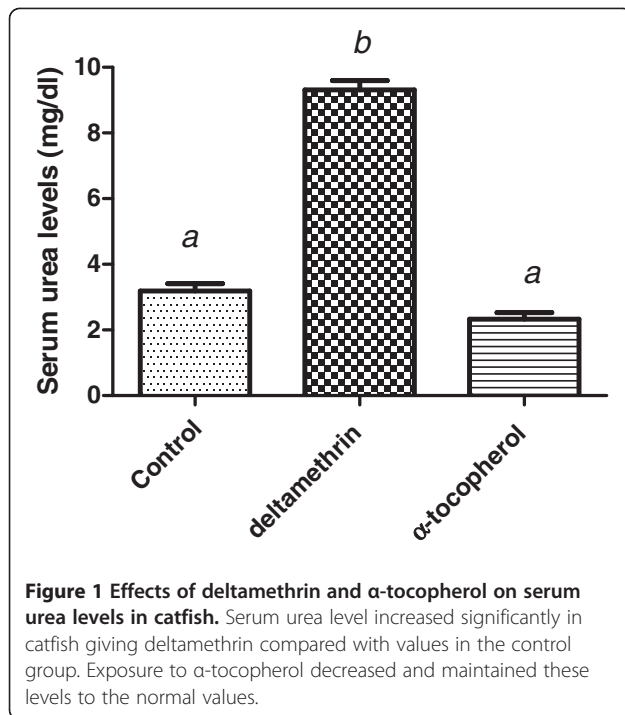 b
10
8
6
4
2
0
Serum urea levels (mg/dl)
a
a
Control
deltamethrin
α-tocopherol
Figure 1 Effects of deltamethrin and α-tocopherol on serum
urea levels in catfish. Serum urea level increased significantly in
catfish giving deltamethrin compared with values in the control
group. Exposure to α-tocopherol decreased and maintained these
levels to the normal values.